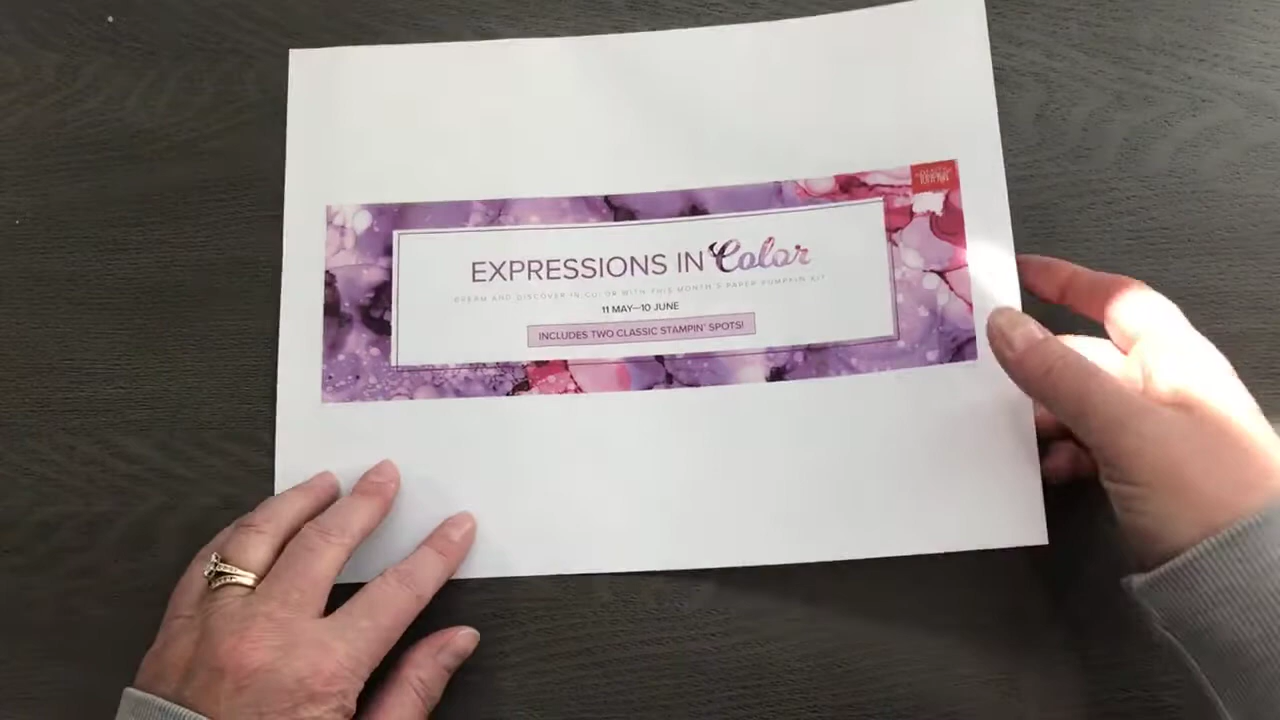 EXPRESSIONS IN Color
DREAM AND DISCOVER IN COLOR WITH THIS MONTH'S PAPER PUMPKIN KIT
11 MAY—10 JUNE
INCLUDES TWO CLASSIC STAMPIN' SPOTS!